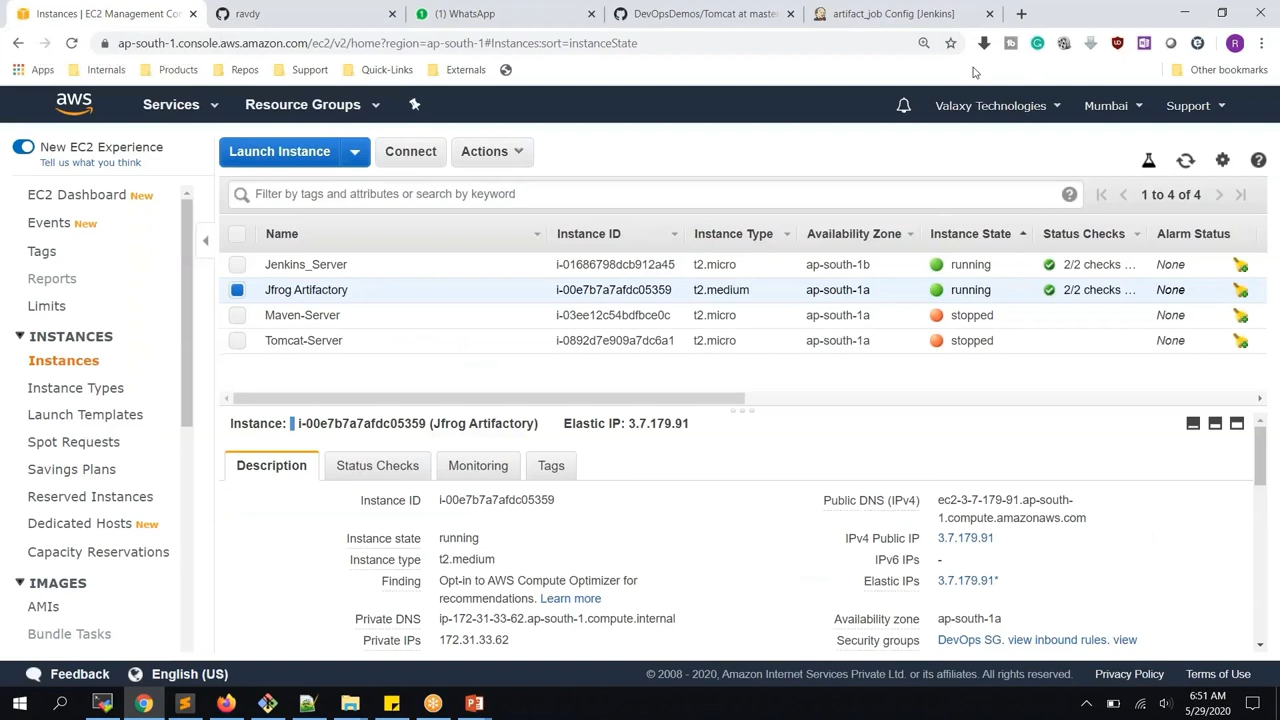 Instances | EC2 Management Con
ravdy
(1) WhatsApp
DevOpsDemos/Tomcat at maste
artifact_job Config [Jenkins]
ap-south-1.console.aws.amazon.com/ec2/v2/home?region=ap-south-1#Instances:sort=instanceState
Apps
Internals
Products
Repos
Support
Quick-Links
Externals
Other bookmarks
aws
Services
Resource Groups
Valaxy Technologies
Mumbai
Support
New EC2 Experience
Tell us what you think
EC2 Dashboard New
Events New
Tags
Reports
Limits
INSTANCES
Instances
Instance Types
Launch Templates
Spot Requests
Savings Plans
Reserved Instances
Dedicated Hosts New
Capacity Reservations
IMAGES
AMIs
Bundle Tasks
Launch Instance
Connect
Actions
Filter by tags and attributes or search by keyword
1 to 4 of 4
Name Instance ID Instance Type Availability Zone Instance State Status Checks Alarm Status
Jenkins_Server i-01686798dcb912a45 t2.micro ap-south-1b running 2/2 checks ... None
Jfrog Artifactory i-00e7b7a7afdc05359 t2.medium ap-south-1a running 2/2 checks ... None
Maven-Server i-03ee12c54bdfbce0c t2.micro ap-south-1a stopped None
Tomcat-Server i-0892d7e909a7dc6a1 t2.micro ap-south-1a stopped None
Instance: i-00e7b7a7afdc05359 (Jfrog Artifactory) Elastic IP: 3.7.179.91
Description
Status Checks
Monitoring
Tags
Instance ID i-00e7b7a7afdc05359
Instance state running
Instance type t2.medium
Finding Opt-in to AWS Compute Optimizer for
recommendations. Learn more
Private DNS ip-172-31-33-62.ap-south-1.compute.internal
Private IPs 172.31.33.62
Public DNS (IPv4) ec2-3-7-179-91.ap-south-
1.compute.amazonaws.com
IPv4 Public IP 3.7.179.91
IPv6 IPs -
Elastic IPs 3.7.179.91*
Availability zone ap-south-1a
Security groups DevOps SG. view inbound rules. view
Feedback
English (US)
© 2008 - 2020, Amazon Internet Services Private Ltd. or its affiliates. All rights reserved.
Privacy Policy
Terms of Use
6:51 AM
5/29/2020